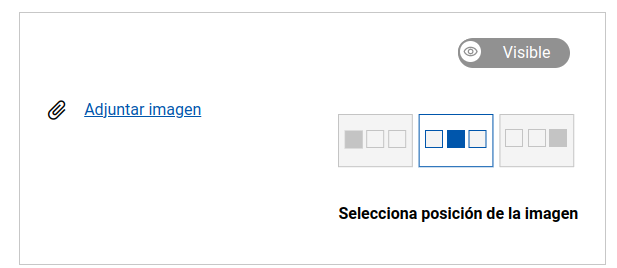 Visible
Adjuntar imagen
Selecciona posición de la imagen